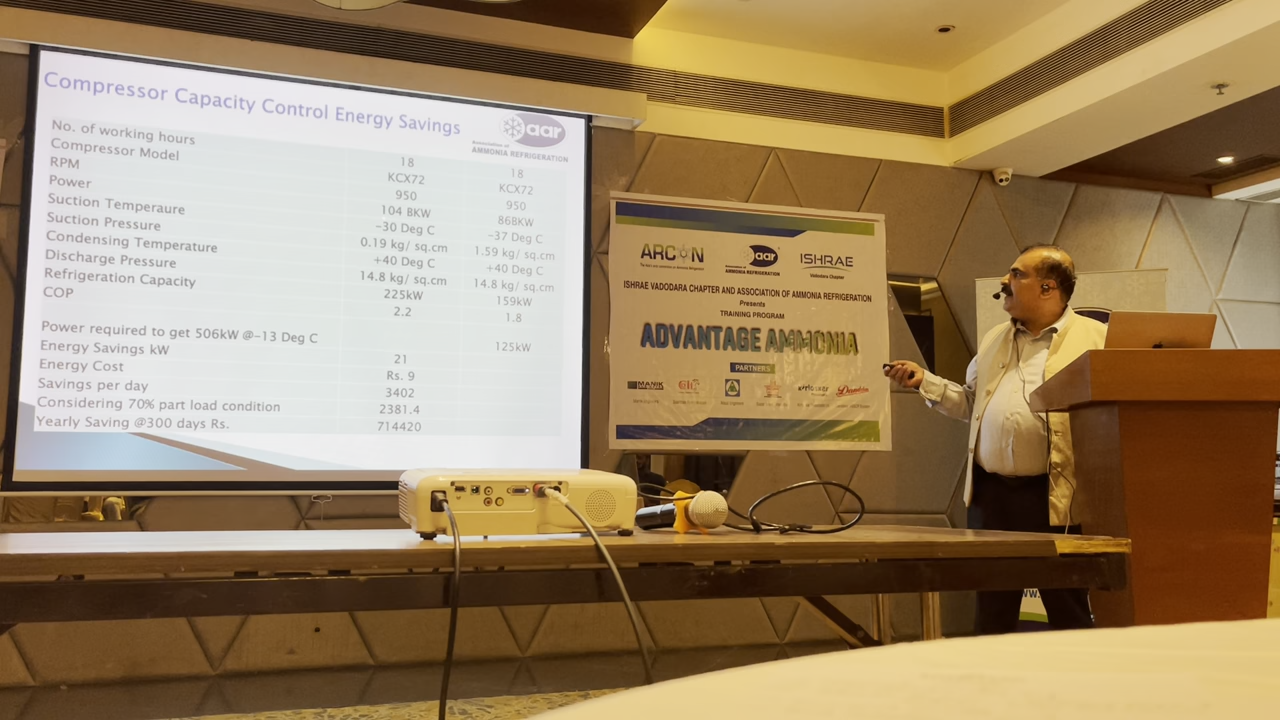 Compressor Capacity Control Energy Savings
aar
Association of
AMMONIA REFRIGERATION
No. of working hours 18 18
Compressor Model KCX72 KCX72
RPM 950 950
Power 104 BKW 86BKW
Suction Temperaure -30 Deg C -37 Deg C
Suction Pressure 0.19 kg/ sq.cm 1.59 kg/ sq.cm
Condensing Temperature +40 Deg C +40 Deg C
Discharge Pressure 14.8 kg/ sq.cm 14.8 kg/ sq.cm
Refrigeration Capacity 225kW 159kW
COP 2.2 1.8
Power required to get 506kW @-13 Deg C 125kW
Energy Savings kW 21
Energy Cost Rs. 9
Savings per day 3402
Considering 70% part load condition 2381.4
Yearly Saving @300 days Rs. 714420
ARCON
aar
AMMONIA REFRIGERATION
ISHRAE
Vadodara Chapter
ISHRAE VADODARA CHAPTER AND ASSOCIATION OF AMMONIA REFRIGERATION
Presents
TRAINING PROGRAM
ADVANTAGE AMMONIA
PARTNERS
MANIK